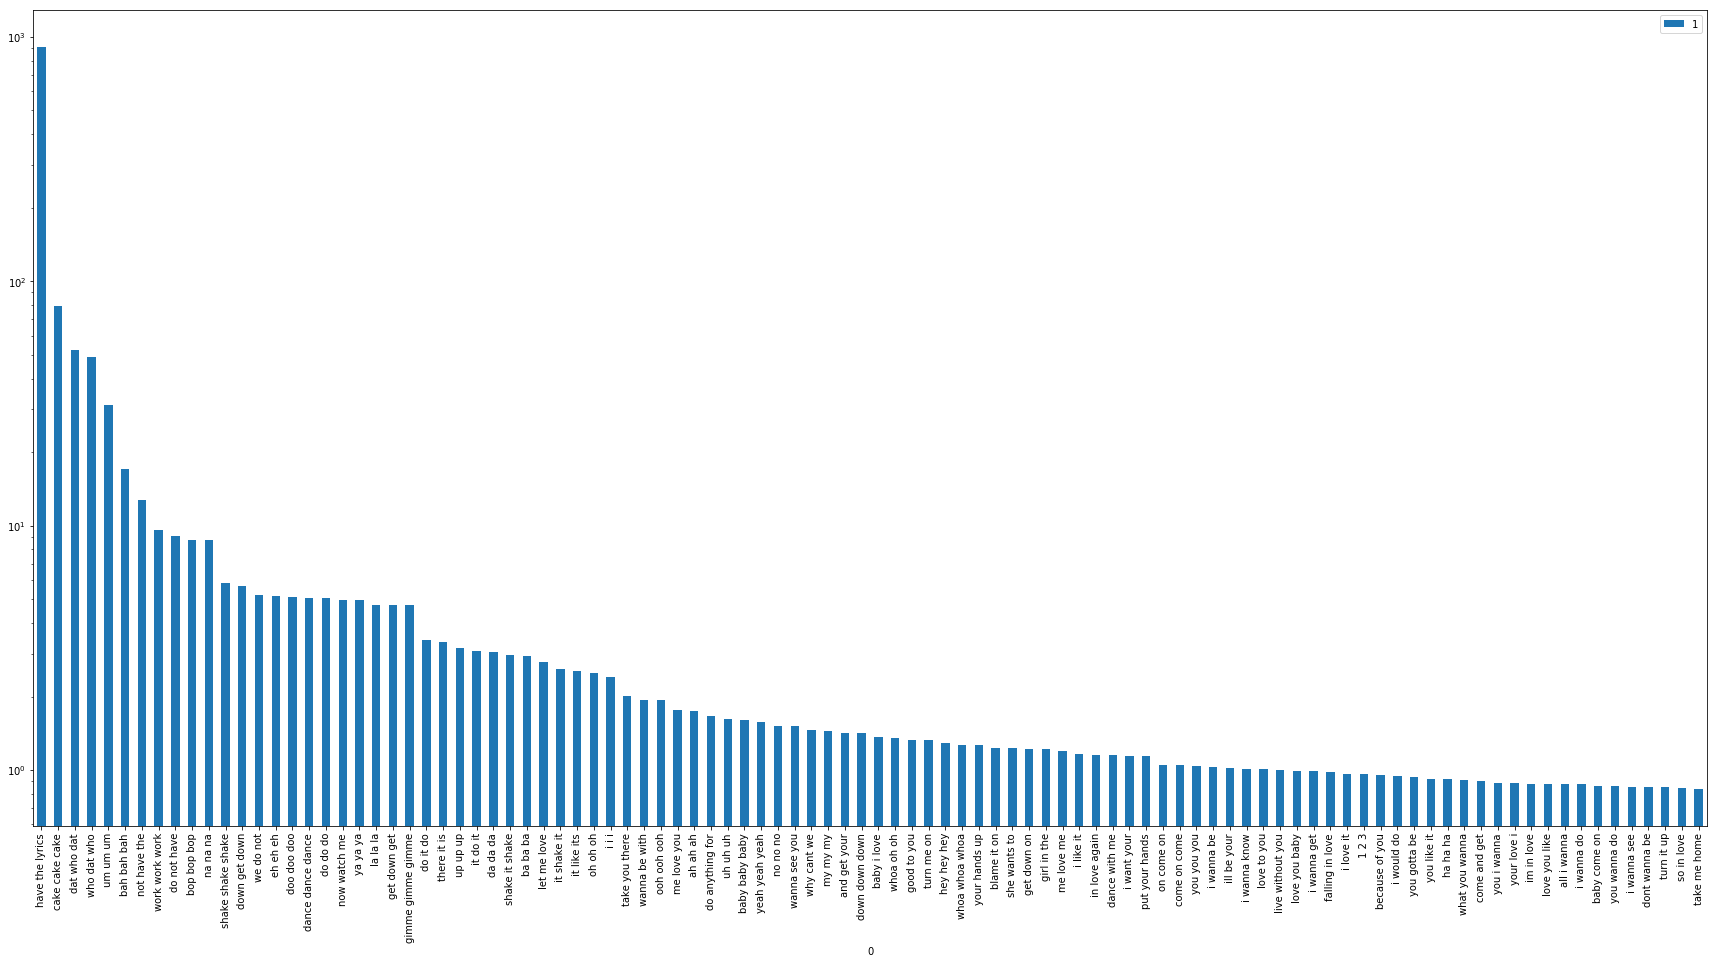 1
10³
10²
10¹
10⁰
have the lyrics
cake cake cake
dat who dat
who dat who
um um um
bah bah bah
not have the
work work work
do not have
bop bop bop
na na na
shake shake shake
down get down
we do not
eh eh eh
doo doo doo
dance dance dance
do do do
now watch me
ya ya ya
la la la
get down get
gimme gimme gimme
do it do
there it is
up up up
it do it
da da da
shake it shake
ba ba ba
let me love
it shake it
it like its
oh oh oh
i i i
take you there
wanna be with
ooh ooh ooh
me love you
ah ah ah
do anything for
uh uh uh
baby baby baby
yeah yeah yeah
no no no
wanna see you
why cant we
my my my
and get your
down down down
baby i love
whoa oh oh
good to you
turn me on
hey hey hey
whoa whoa whoa
your hands up
blame it on
she wants to
get down on
girl in the
me love me
i like it
in love again
dance with me
i want your
put your hands
on come on
come on come
you you you
i wanna be
ill be your
i wanna know
love to you
live without you
love you baby
i wanna get
falling in love
i love it
1 2 3
because of you
i would do
you gotta be
you like it
ha ha ha
what you wanna
come and get
you i wanna
your love i
im in love
love you like
all i wanna
i wanna do
baby come on
you wanna do
i wanna see
dont wanna be
turn it up
so in love
take me home
0